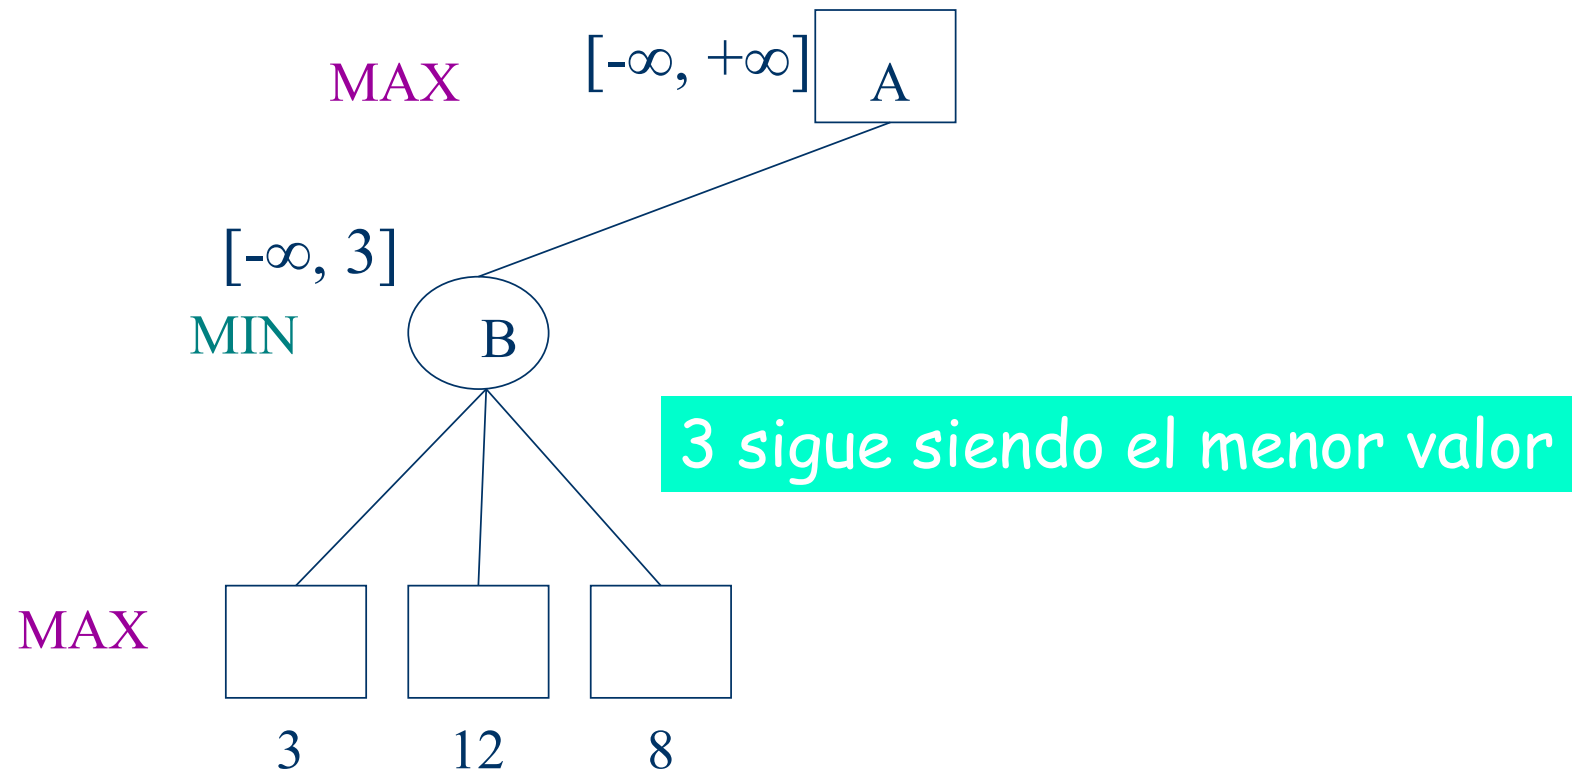 MAX [-∞, +∞] A
[-∞, 3]
MIN B
3 sigue siendo el menor valor
MAX
3 12 8